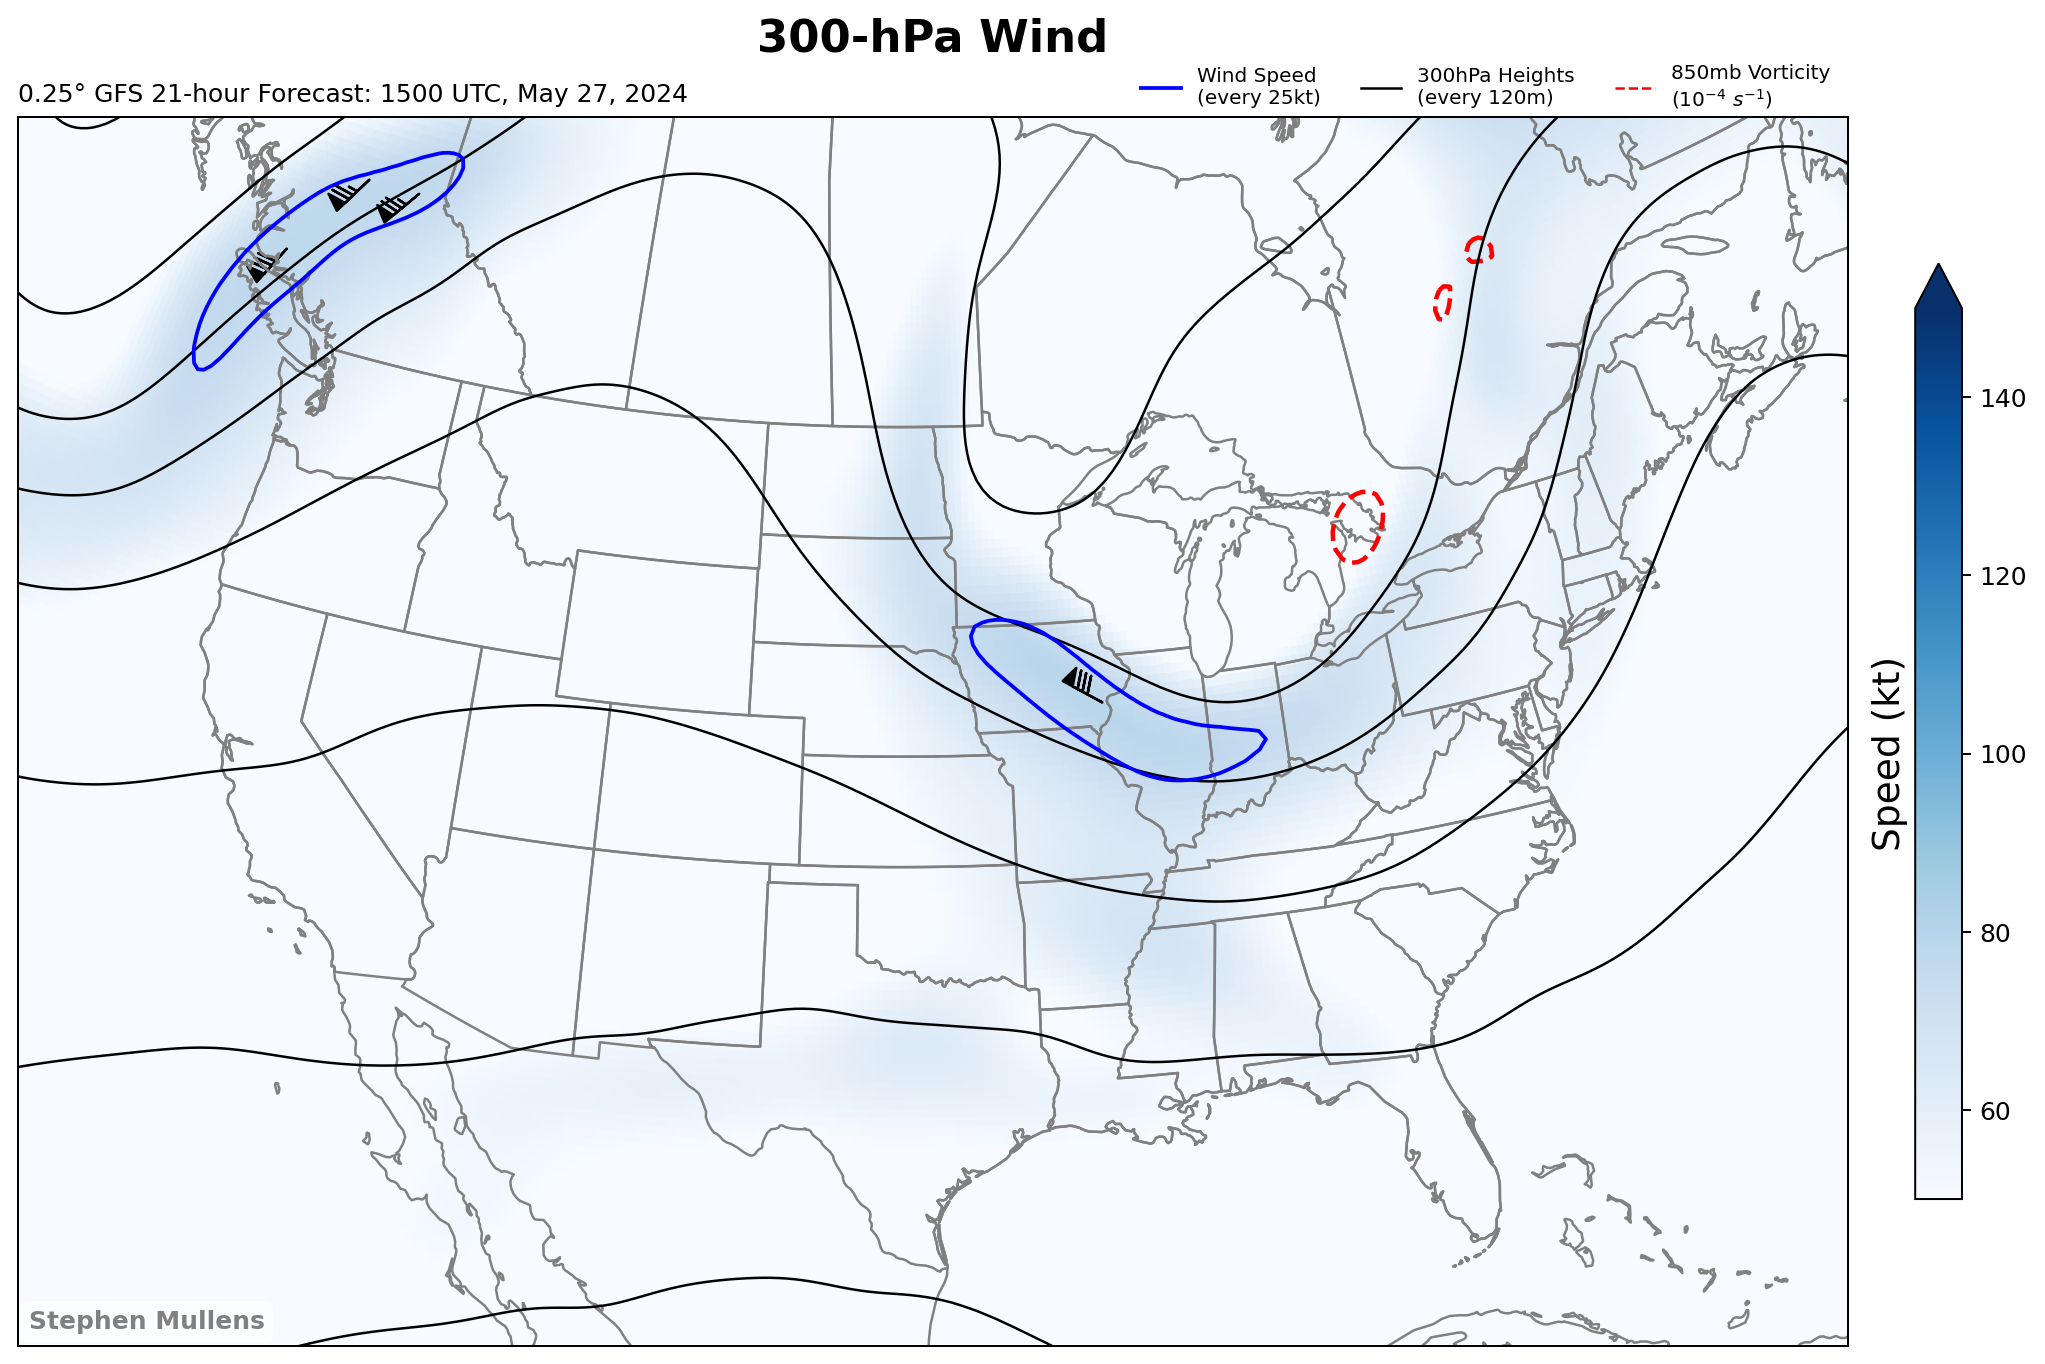 300-hPa Wind
0.25° GFS 21-hour Forecast: 1500 UTC, May 27, 2024
Wind Speed
(every 25kt)
300hPa Heights
(every 120m)
850mb Vorticity
(10⁻⁴ s⁻¹)
140
120
100
80
60
Speed (kt)
Stephen Mullens